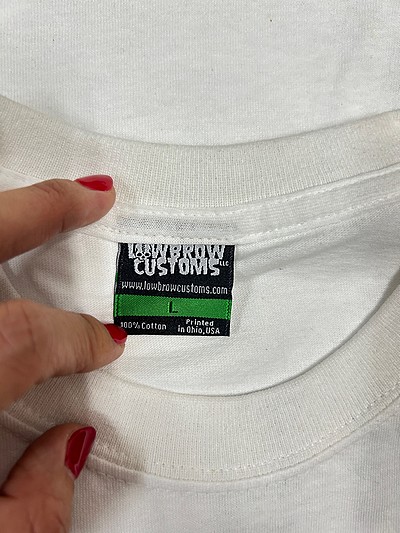 LOWBROW
CUSTOMS LLC
www.lowbrowcustoms.com
L
100% Cotton
Printed
in Ohio, USA